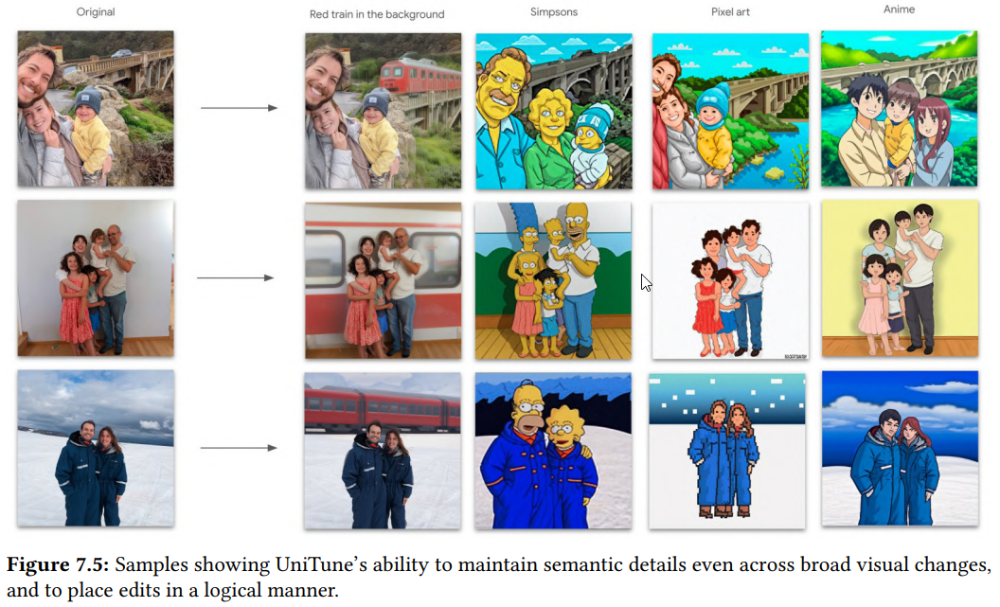 Original
Red train in the background
Simpsons
Pixel art
Anime
Figure 7.5: Samples showing UniTune's ability to maintain semantic details even across broad visual changes,
and to place edits in a logical manner.